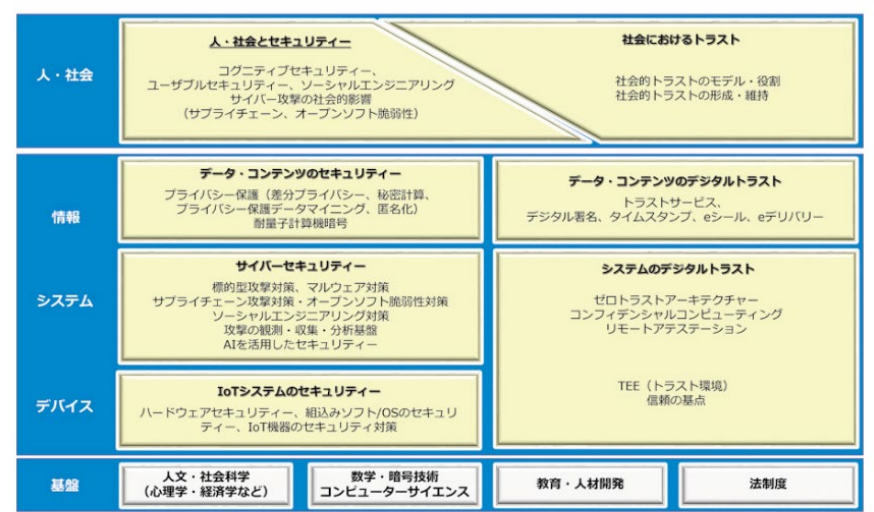 人・社会
人・社会とセキュリティー
コグニティブセキュリティー、
ユーザブルセキュリティー、ソーシャルエンジニアリング
サイバー攻撃の社会的影響
（サプライチェーン、オープンソフト脆弱性）
社会におけるトラスト
社会的トラストのモデル・役割
社会的トラストの形成・維持
情報
データ・コンテンツのセキュリティー
プライバシー保護（差分プライバシー、秘密計算、
プライバシー保護データマイニング、匿名化）
耐量子計算機暗号
データ・コンテンツのデジタルトラスト
トラストサービス、
デジタル署名、タイムスタンプ、eシール、eデリバリー
システム
サイバーセキュリティー
標的型攻撃対策、マルウェア対策
サプライチェーン攻撃対策・オープンソフト脆弱性対策
ソーシャルエンジニアリング対策
攻撃の観測・収集・分析基盤
AIを活用したセキュリティー
システムのデジタルトラスト
ゼロトラストアーキテクチャー
コンフィデンシャルコンピューティング
リモートアテステーション
TEE（トラスト環境）
信頼の基点
デバイス
IoTシステムのセキュリティー
ハードウェアセキュリティー、組込みソフト/OSのセキュリ
ティー、IoT機器のセキュリティ対策
基盤
人文・社会科学
（心理学・経済学など）
数学・暗号技術
コンピューターサイエンス
教育・人材開発
法制度